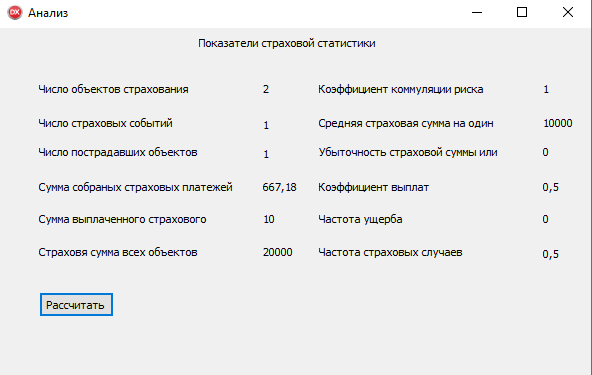 Анализ
Показатели страховой статистики
Число объектов страхования 2 Коэффициент коммуляции риска 1
Число страховых событий 1 Средняя страховая сумма на один 10000
Число пострадавших объектов 1 Убыточность страховой суммы или 0
Сумма собраных страховых платежей 667,18 Коэффициент выплат 0,5
Сумма выплаченного страхового 10 Частота ущерба 0
Страховя сумма всех объектов 20000 Частота страховых случаев 0,5
Рассчитать